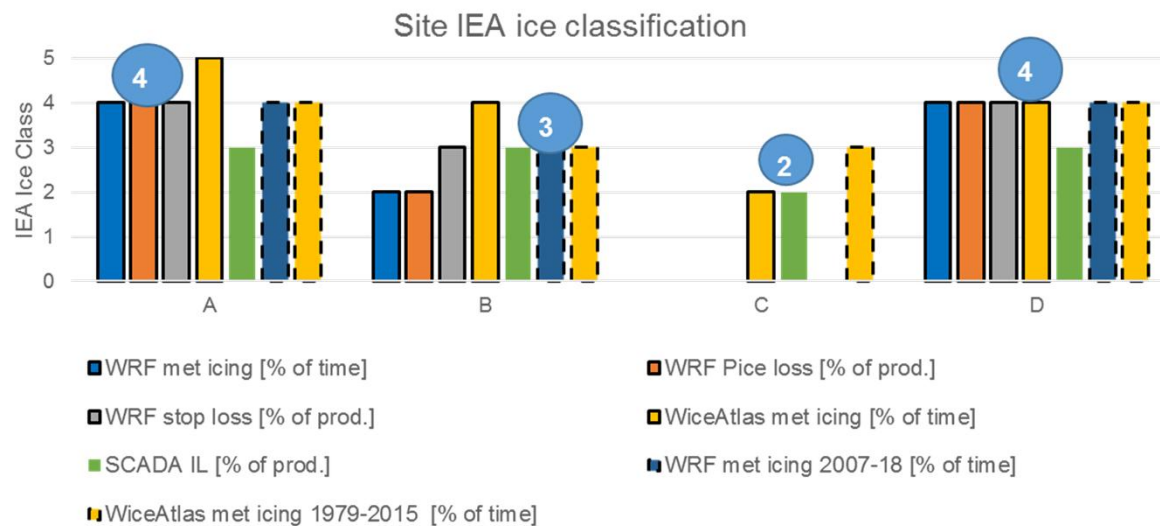 Site IEA ice classification
IEA Ice Class
5
4
3
2
1
0
4
3
2
4
A
B
C
D
WRF met icing [% of time]
WRF Pice loss [% of prod.]
WRF stop loss [% of prod.]
WiceAtlas met icing [% of time]
SCADA IL [% of prod.]
WRF met icing 2007-18 [% of time]
WiceAtlas met icing 1979-2015 [% of time]